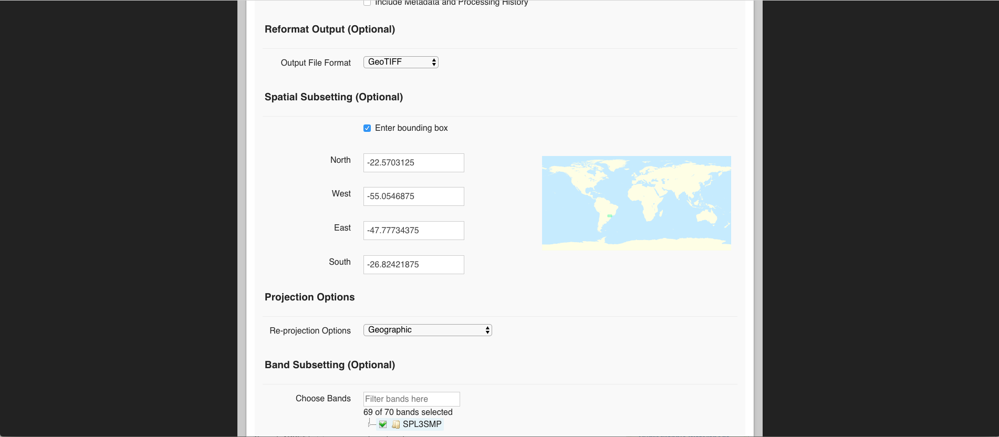 Include Metadata and Processing History
Reformat Output (Optional)
Output File Format GeoTIFF
Spatial Subsetting (Optional)
Enter bounding box
North -22.5703125
West -55.0546875
East -47.77734375
South -26.82421875
Projection Options
Re-projection Options Geographic
Band Subsetting (Optional)
Choose Bands Filter bands here
69 of 70 bands selected
SPL3SMP